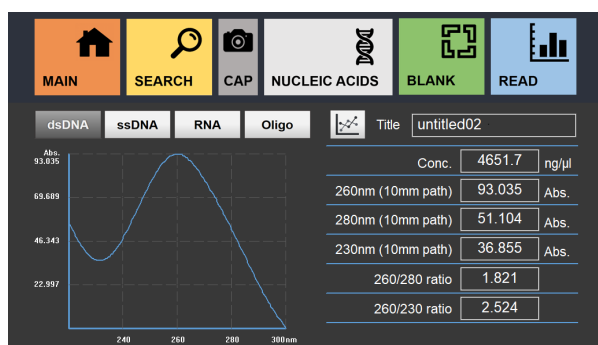 MAIN SEARCH CAP NUCLEIC ACIDS BLANK READ
dsDNA ssDNA RNA Oligo
Title untitled02
Abs.
93.035
69.689
46.343
22.997
240 260 280 300nm
Conc. 4651.7 ng/µl
260nm (10mm path) 93.035 Abs.
280nm (10mm path) 51.104 Abs.
230nm (10mm path) 36.855 Abs.
260/280 ratio 1.821
260/230 ratio 2.524